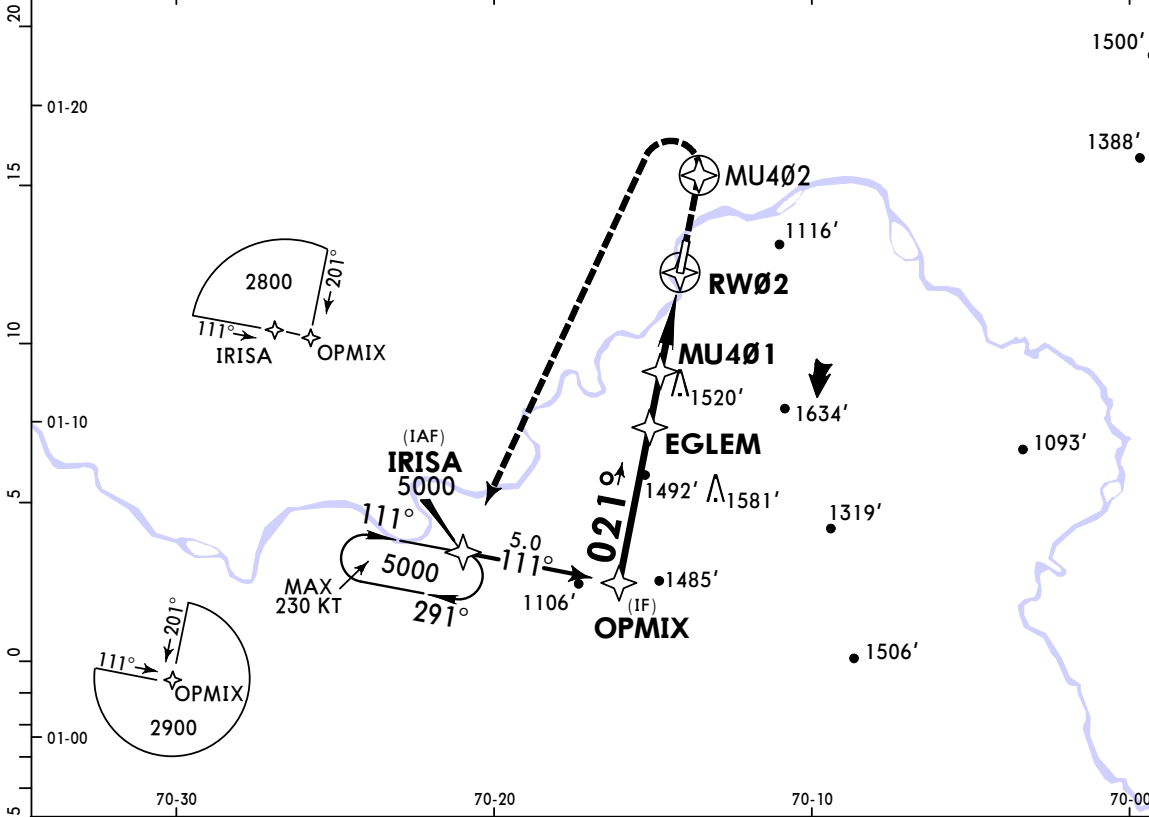 20
1500'
01-20
1388'
15
MU4Ø2
1116'
2800
201°
RWØ2
111°
IRISA
OPMIX
10
MU4Ø1
1520'
1634'
01-10
(IAF)
IRISA
5000
EGLEM
1093'
5
1492'
1581'
111°
021°
1319'
5.0
111°
5000
MAX
230 KT
291°
1106'
1485'
(IF)
OPMIX
201°
111°
OPMIX
2900
0
1506'
01-00
5
70-30
70-20
70-10
70-00